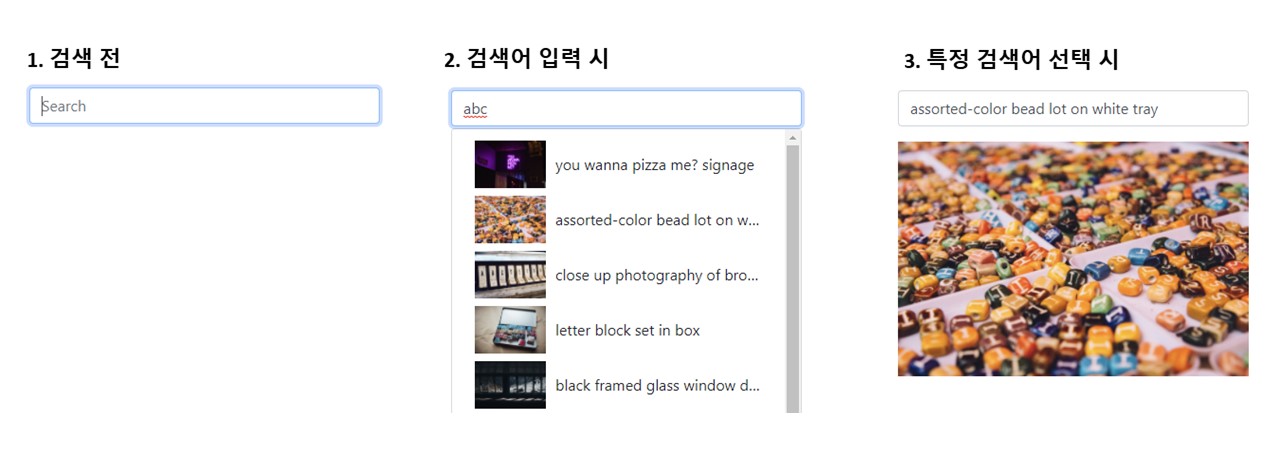 1. 검색 전
Search
2. 검색어 입력 시
abc
you wanna pizza me? signage
assorted-color bead lot on w...
close up photography of bro...
letter block set in box
black framed glass window d...
3. 특정 검색어 선택 시
assorted-color bead lot on white tray